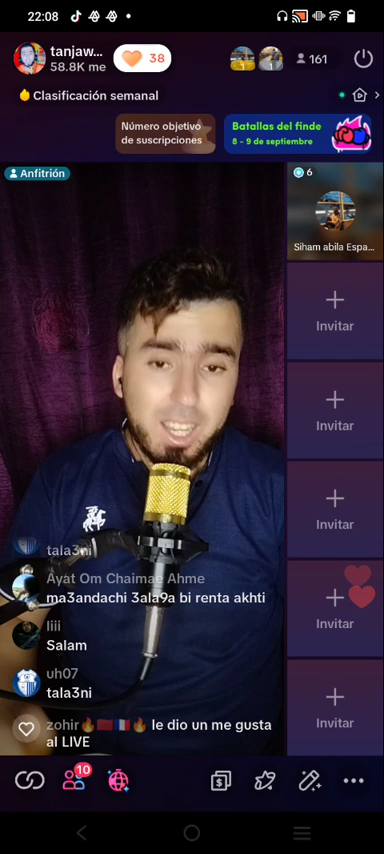 22:08
tanjaw...
58.8K me
38
1
2
161
Clasificación semanal
Número objetivo
de suscripciones
Batallas del finde
8 - 9 de septiembre
Anfitrión
6
Siham abila Espa...
Invitar
Invitar
Invitar
Invitar
Invitar
tala3ni
Ayat Om Chaimae Ahme
ma3andachi 3ala9a bi renta akhti
Salam
uh07
tala3ni
zohir🔥🇲🇦🇫🇷🔥 le dio un me gusta
al LIVE
10